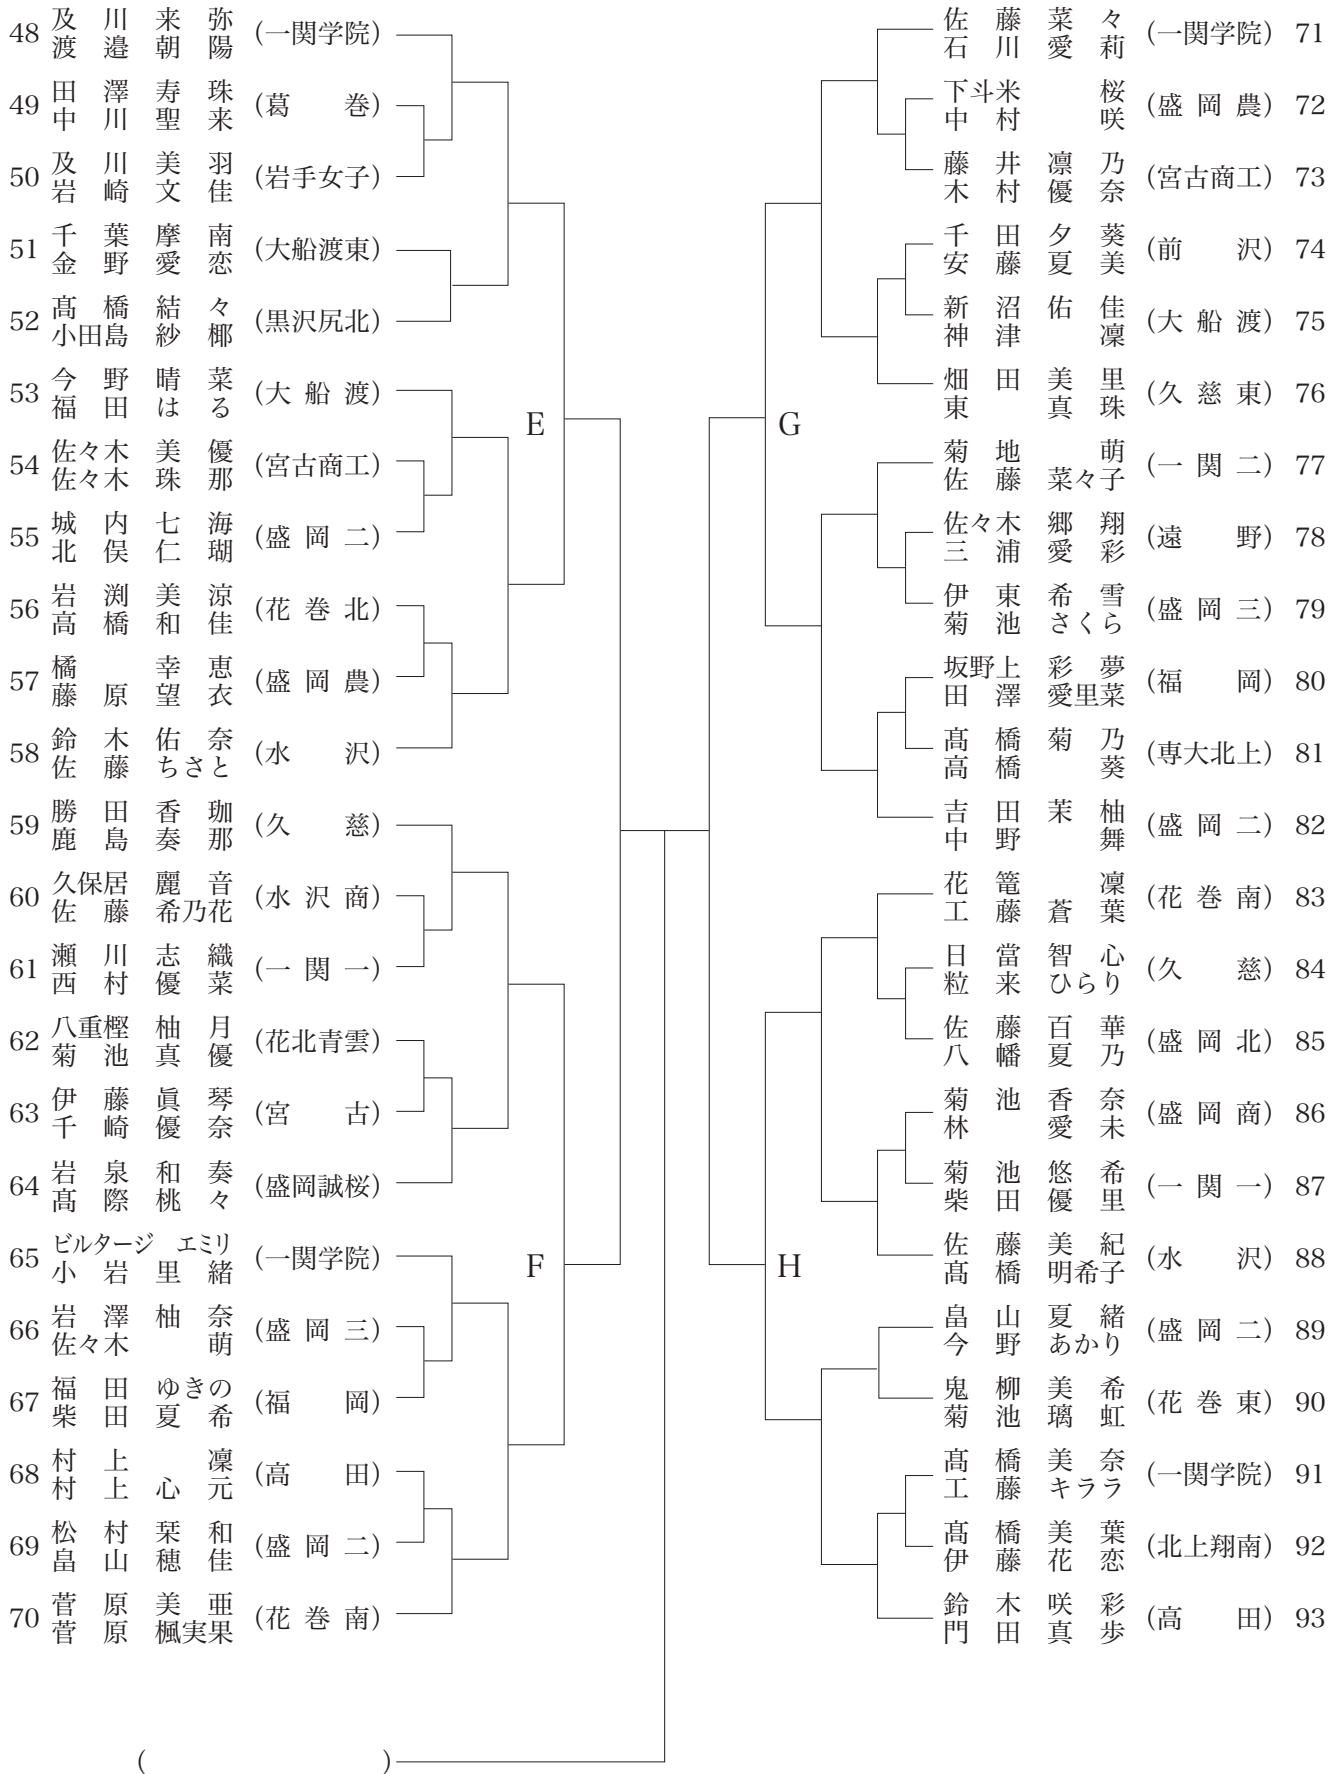 48 及川来弥 (一関学院)
渡邉朝陽
49 田澤寿珠 (葛巻)
中川聖来
50 及川美羽 (岩手女子)
岩崎文佳
51 千葉摩南 (大船渡東)
金野愛恋
52 髙橋結々 (黒沢尻北)
小田島紗椰
53 今野晴菜 (大船渡)
福田はる
54 佐々木美優 (宮古商工)
佐々木珠那
55 城内七海 (盛岡二)
北俣仁瑚
56 岩渕美涼 (花巻北)
高橋和佳
57 橘幸恵 (盛岡農)
藤原望衣
58 鈴木佑奈 (水沢)
佐藤ちさと
59 勝田香珈 (久慈)
鹿島奏那
60 久保居麗音 (水沢商)
佐藤希乃花
61 瀬川志織 (一関一)
西村優菜
62 八重樫柚月 (花北青雲)
菊池真優
63 伊藤眞琴 (宮古)
千崎優奈
64 岩泉和奏 (盛岡誠桜)
髙際桃々
65 ビルタージエミリ (一関学院)
小岩里緒
66 岩澤柚奈 (盛岡三)
佐々木萌
67 福田ゆきの (福岡)
柴田夏希
68 村上凜 (高田)
村上心元
69 松村栞和 (盛岡二)
畠山穂佳
70 菅原美亜 (花巻南)
菅原楓実果
E
F
( )
G
H
佐藤菜々 (一関学院) 71
石川愛莉
下斗米桜 (盛岡農) 72
中村咲
藤井凛乃 (宮古商工) 73
木村優奈
千田夕葵 (前沢) 74
安藤夏美
新沼佑佳 (大船渡) 75
神津凜
畑田美里 (久慈東) 76
東真珠
菊地萌 (一関二) 77
佐藤菜々子
佐々木郷翔 (遠野) 78
三浦愛彩
伊東希雪 (盛岡三) 79
菊池さくら
坂野上彩夢 (福岡) 80
田澤愛里菜
髙橋菊乃 (専大北上) 81
高橋葵
吉田茉柚 (盛岡二) 82
中野舞
花篭凜 (花巻南) 83
工藤蒼葉
日當智心 (久慈) 84
粒来ひらり
佐藤百華 (盛岡北) 85
八幡夏乃
菊池香奈 (盛岡商) 86
林愛未
菊池悠希 (一関一) 87
柴田優里
佐藤美紀 (水沢) 88
髙橋明希子
畠山夏緒 (盛岡二) 89
今野あかり
鬼柳美希 (花巻東) 90
菊池璃虹
髙橋美奈 (一関学院) 91
工藤キララ
髙橋美葉 (北上翔南) 92
伊藤花恋
鈴木咲彩 (高田) 93
門田真歩